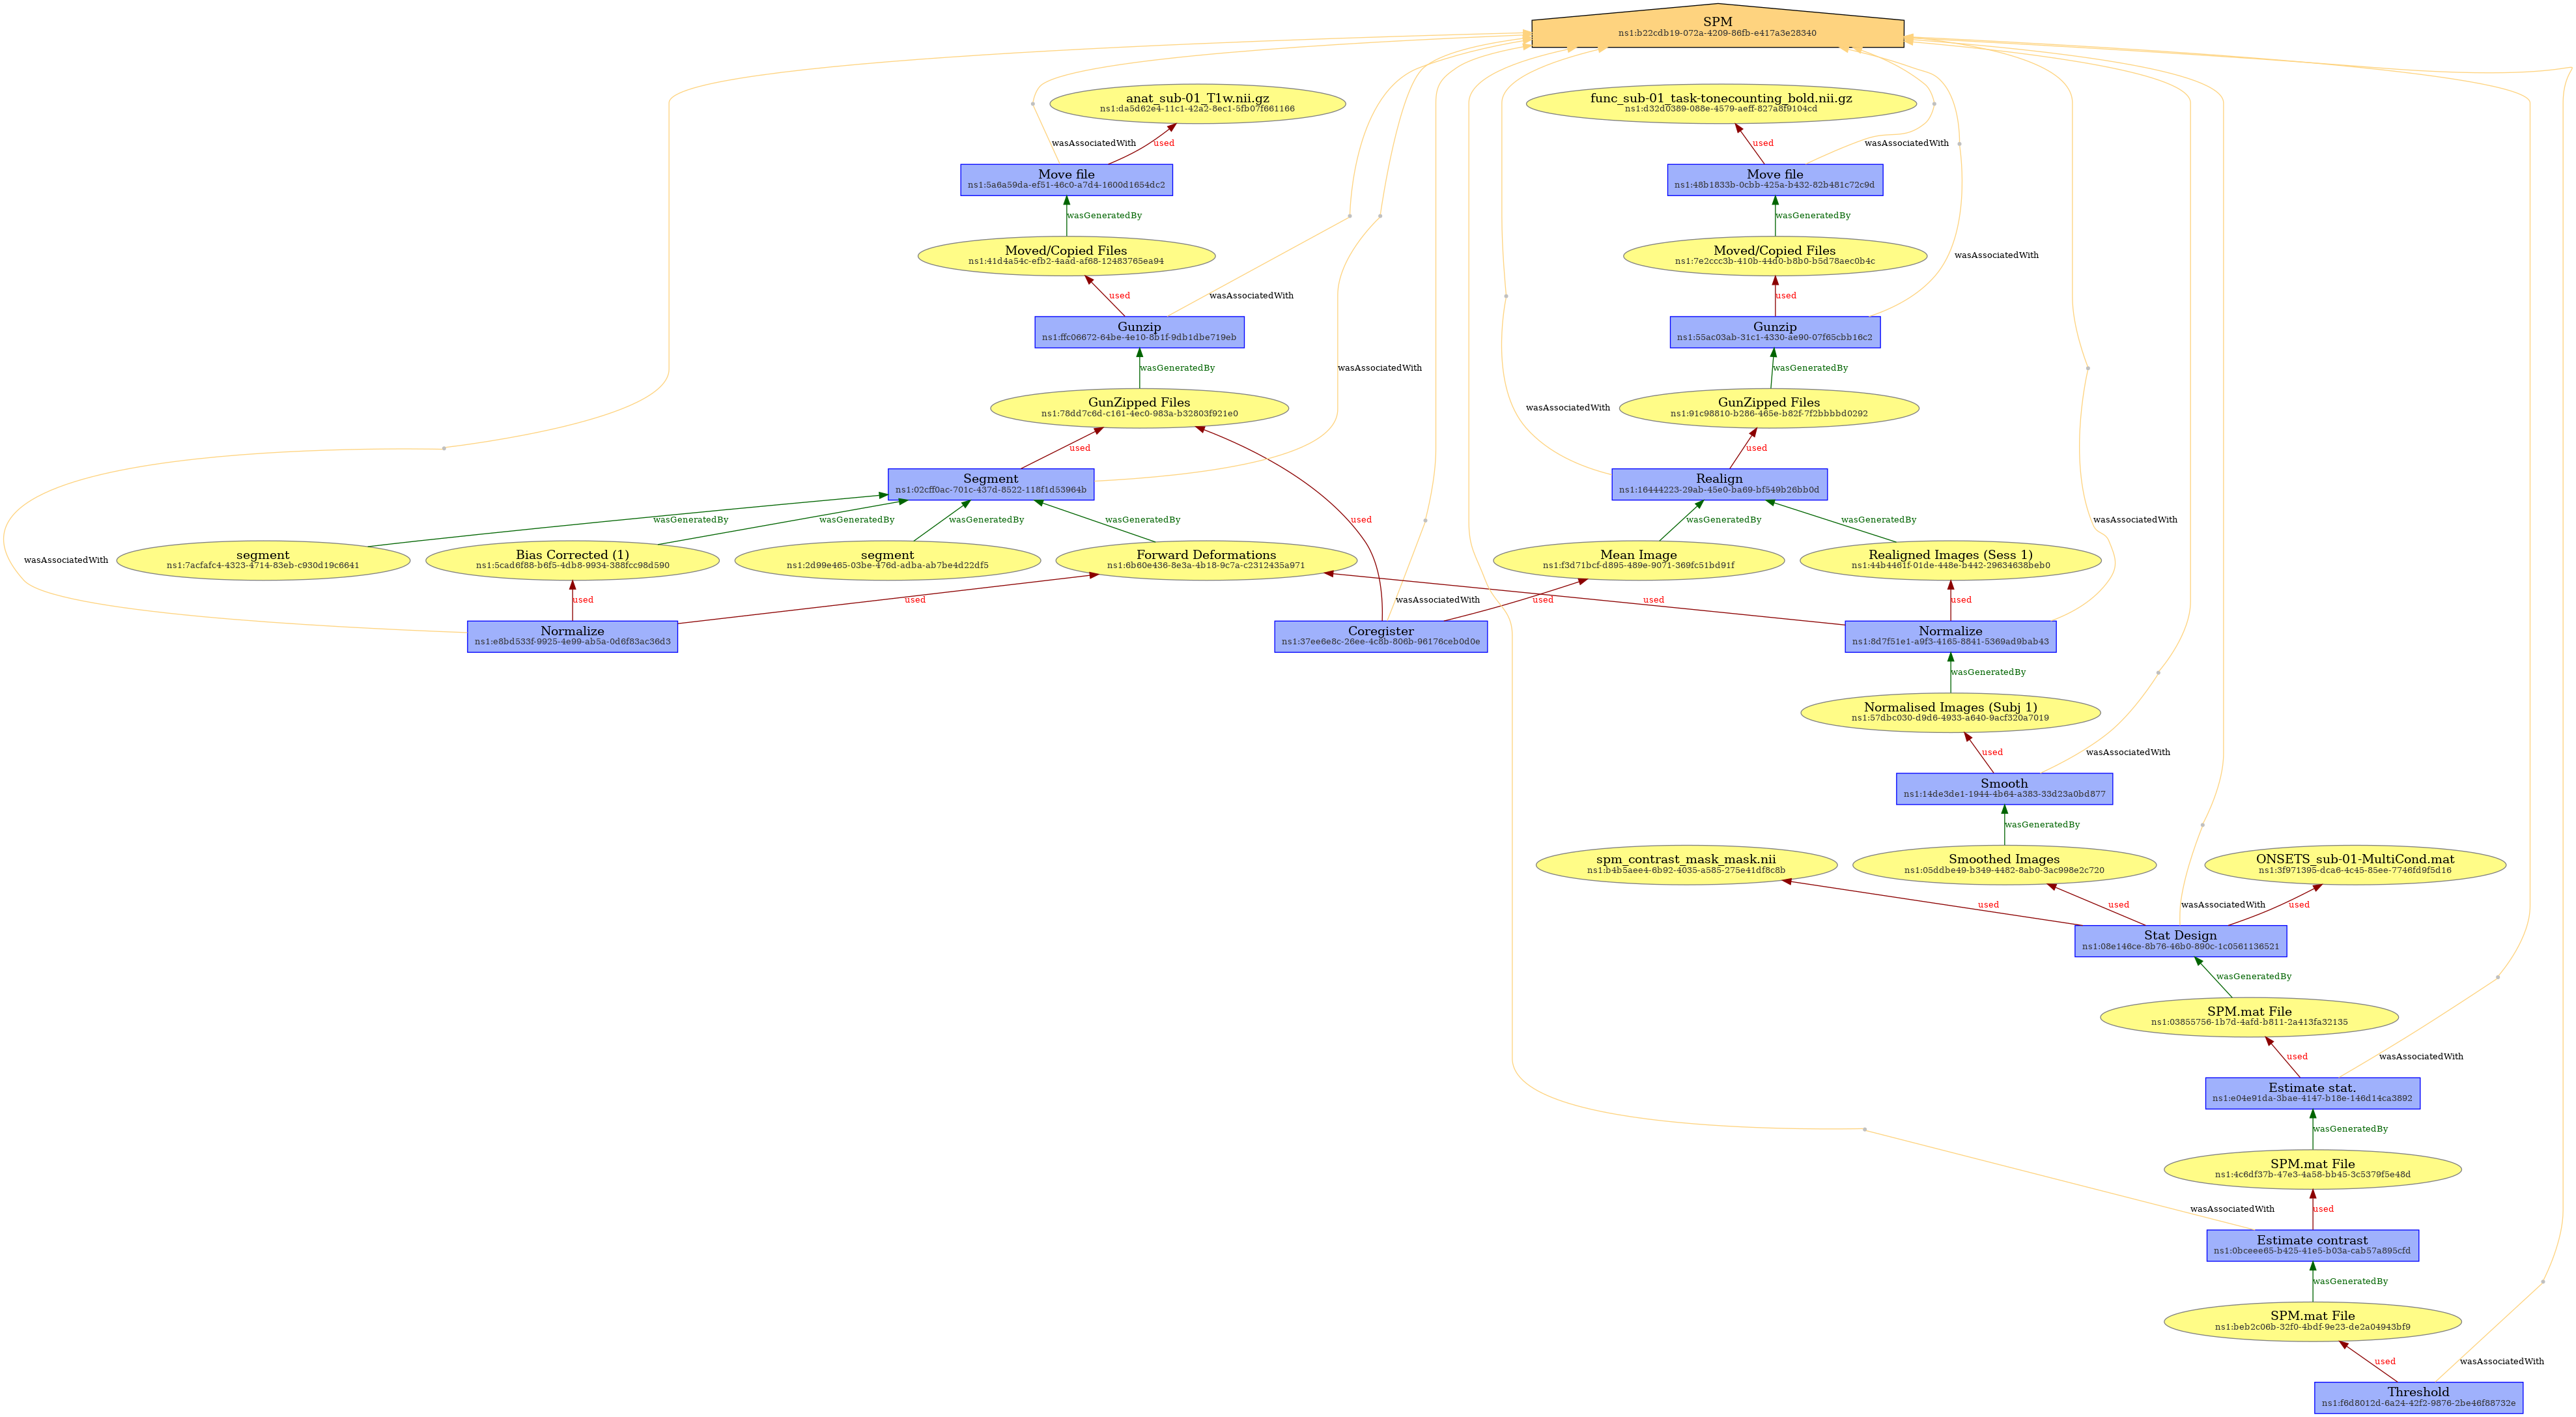 SPM
ns1:b22cdb19-072a-4209-86fb-e417a3e28340
anat_sub-01_T1w.nii.gz
ns1:da5d62e4-11c1-42a2-8ec1-5fb07f661166
func_sub-01_task-tonecounting_bold.nii.gz
ns1:d32d0389-088e-4579-aeff-827a8f9104cd
wasAssociatedWith
used
used
wasAssociatedWith
Move file
ns1:5a6a59da-ef51-46c0-a7d4-1600d1654dc2
Move file
ns1:48b1833b-0cbb-425a-b432-82b481c72c9d
wasGeneratedBy
wasGeneratedBy
Moved/Copied Files
ns1:41d4a54c-efb2-4aad-af68-12483765ea94
Moved/Copied Files
ns1:7e2ccc3b-410b-44d0-b8b0-b5d78aec0b4c
wasAssociatedWith
used
wasAssociatedWith
used
Gunzip
ns1:ffc06672-64be-4e10-8b1f-9db1dbe719eb
Gunzip
ns1:55ac03ab-31c1-4330-ae90-07f65cbb16c2
wasGeneratedBy
wasAssociatedWith
wasGeneratedBy
GunZipped Files
ns1:78dd7c6d-c161-4ec0-983a-b32803f921e0
wasAssociatedWith
GunZipped Files
ns1:91c98810-b286-465e-b82f-7f2bbbbd0292
used
used
Segment
ns1:02cff0ac-701c-437d-8522-118f1d53964b
Realign
ns1:16444223-29ab-45e0-ba69-bf549b26bb0d
wasGeneratedBy
wasGeneratedBy
wasGeneratedBy
wasGeneratedBy
used
wasGeneratedBy
wasGeneratedBy
wasAssociatedWith
wasAssociatedWith
segment
ns1:7acfafc4-4323-4714-83eb-c930d19c6641
Bias Corrected (1)
ns1:5cad6f88-b6f5-4db8-9934-388fcc98d590
segment
ns1:2d99e465-03be-476d-adba-ab7be4d22df5
Forward Deformations
ns1:6b60e436-8e3a-4b18-9c7a-c2312435a971
Mean Image
ns1:f3d71bcf-d895-489e-9071-369fc51bd91f
Realigned Images (Sess 1)
ns1:44b4461f-01de-448e-b442-29634638beb0
used
used
wasAssociatedWith
used
used
used
Normalize
ns1:e8bd533f-9925-4e99-ab5a-0d6f83ac36d3
Coregister
ns1:37ee6e8c-26ee-4c8b-806b-96176ceb0d0e
Normalize
ns1:8d7f51e1-a9f3-4165-8841-5369ad9bab43
wasGeneratedBy
Normalised Images (Subj 1)
ns1:57dbc030-d9d6-4933-a640-9acf320a7019
used
wasAssociatedWith
Smooth
ns1:14de3de1-1944-4b64-a383-33d23a0bd877
wasGeneratedBy
spm_contrast_mask_mask.nii
ns1:b4b5aee4-6b92-4035-a585-275e41df8c8b
Smoothed Images
ns1:05ddbe49-b349-4482-8ab0-3ac998e2c720
ONSETS_sub-01-MultiCond.mat
ns1:3f971395-dca6-4c45-85ee-7746fd9f5d16
used
used
wasAssociatedWith
used
Stat Design
ns1:08e146ce-8b76-46b0-890c-1c0561136521
wasGeneratedBy
SPM.mat File
ns1:03855756-1b7d-4afd-b811-2a413fa32135
used
wasAssociatedWith
Estimate stat.
ns1:e04e91da-3bae-4147-b18e-146d14ca3892
wasGeneratedBy
SPM.mat File
ns1:4c6df37b-47e3-4a58-bb45-3c5379f5e48d
wasAssociatedWith
used
Estimate contrast
ns1:0bceee65-b425-41e5-b03a-cab57a895cfd
wasGeneratedBy
SPM.mat File
ns1:beb2c06b-32f0-4bdf-9e23-de2a04943bf9
used
wasAssociatedWith
Threshold
ns1:f6d8012d-6a24-42f2-9876-2be46f88732e